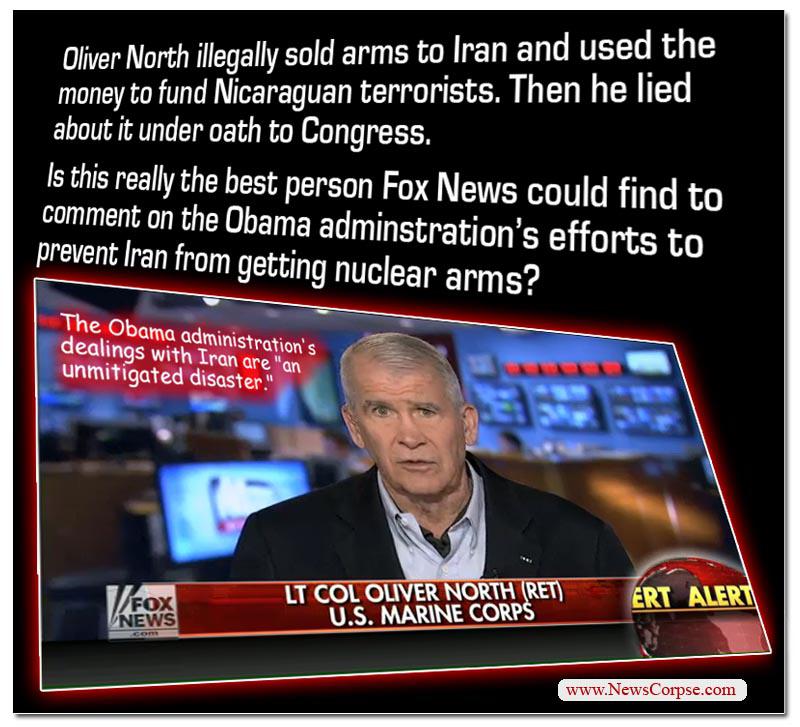 Oliver North illegally sold arms to Iran and used the
money to fund Nicaraguan terrorists. Then he lied
about it under oath to Congress.
Is this really the best person Fox News could find to
comment on the Obama adminstration's efforts to
prevent Iran from getting nuclear arms?
The Obama administration's
dealings with Iran are "an
unmitigated disaster."
FOX
NEWS
.com
LT COL OLIVER NORTH (RET)
U.S. MARINE CORPS
ERT ALERT
www.NewsCorpse.com